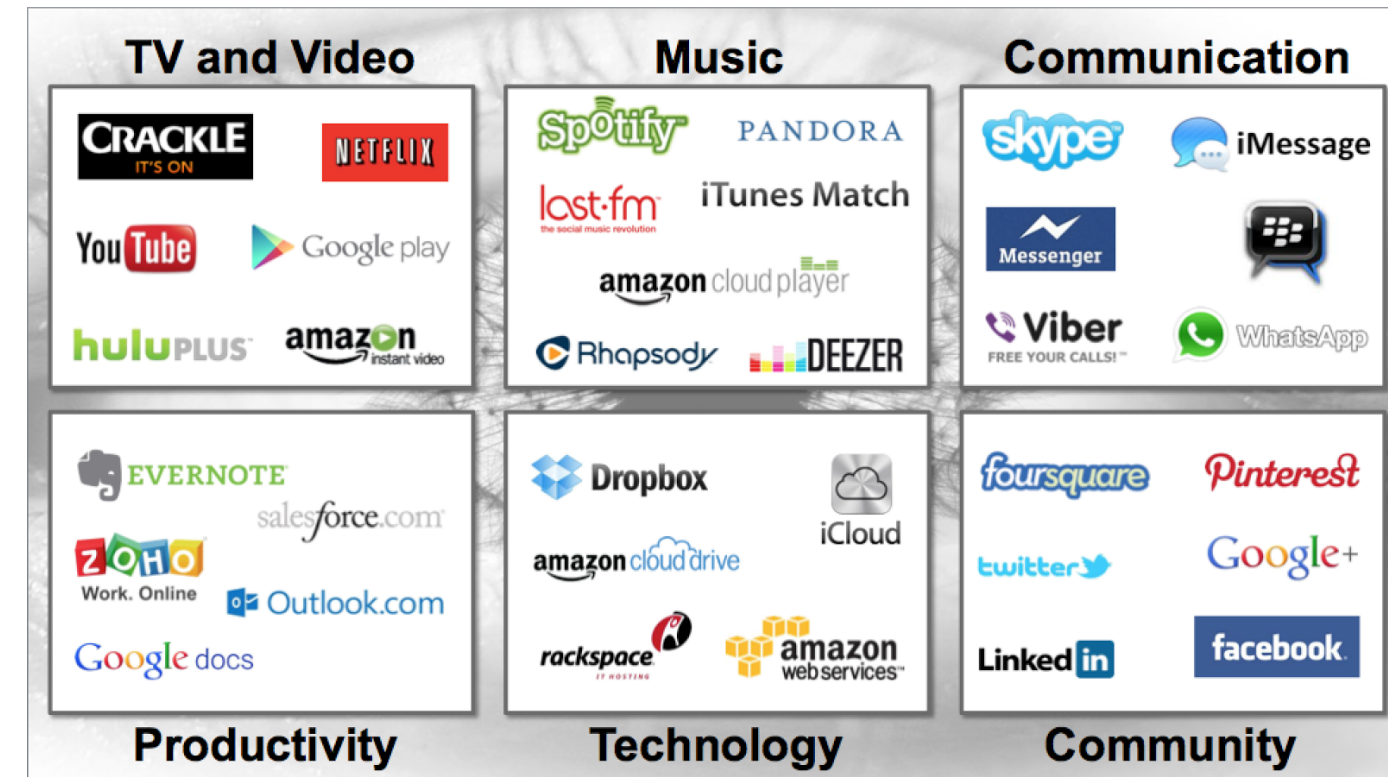 TV and Video
CRACKLE
IT'S ON
NETFLIX
YouTube
Google play
huluPLUS
amazon
instant video
Music
Spotify
PANDORA
last.fm
the social music revolution
iTunes Match
amazon cloud player
Rhapsody
DEEZER
Communication
skype
iMessage
Messenger
Viber
FREE YOUR CALLS!™
WhatsApp
EVERNOTE
salesforce.com
ZOHO
Work. Online
Outlook.com
Google docs
Productivity
Dropbox
iCloud
amazon cloud drive
rackspace
IT HOSTING
amazon
web services™
Technology
foursquare
Pinterest
twitter
Google+
Linked in
facebook.
Community